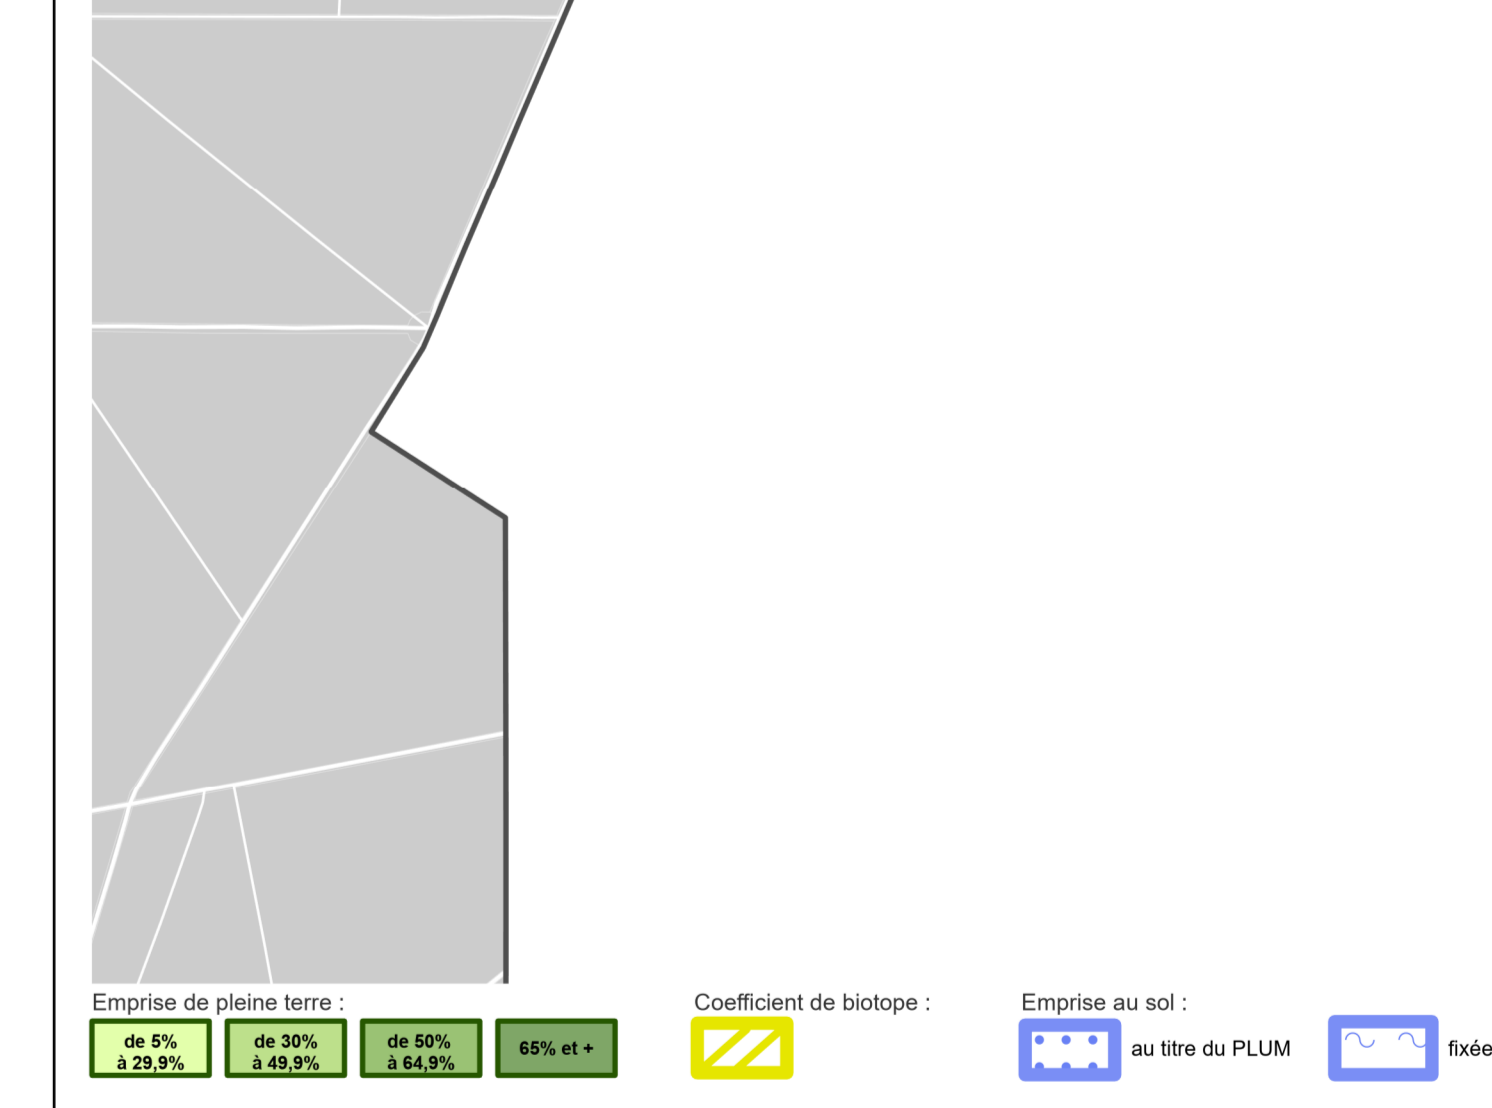 Emprise de pleine terre :
de 5%
à 29,9%
de 30%
à 49,9%
de 50%
à 64,9%
65% et +
Coefficient de biotope :
Emprise au sol :
au titre du PLUM
fixée